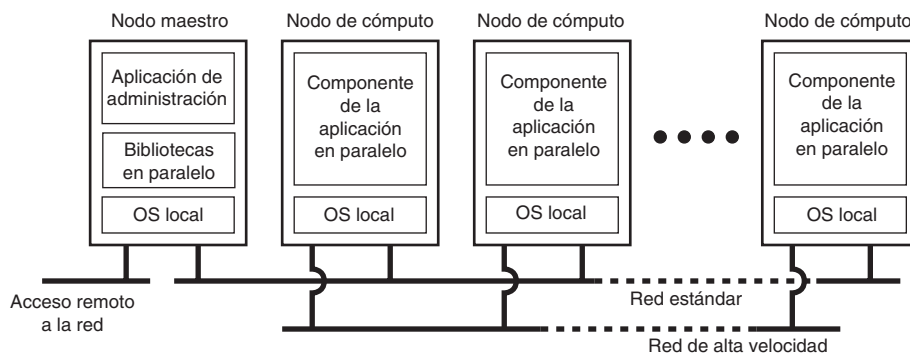 Nodo maestro
Nodo de cómputo
Nodo de cómputo
Nodo de cómputo
Aplicación de
administración
Bibliotecas
en paralelo
OS local
Componente
de la
aplicación
en paralelo
OS local
Componente
de la
aplicación
en paralelo
OS local
Componente
de la
aplicación
en paralelo
OS local
Acceso remoto
a la red
Red estándar
Red de alta velocidad